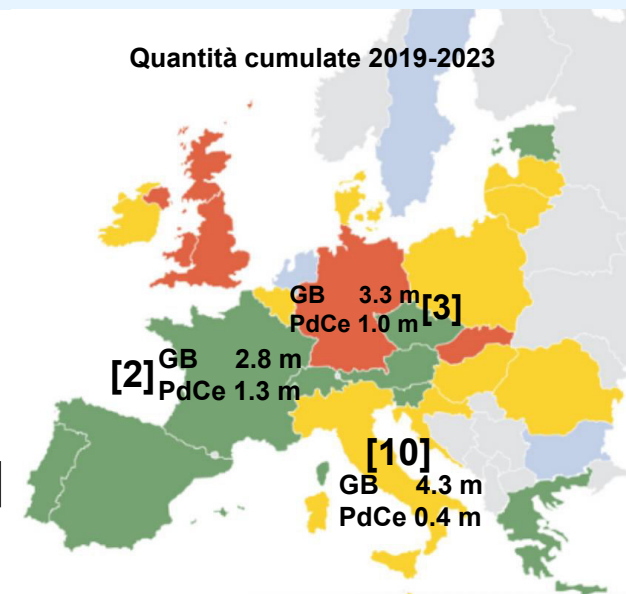 Quantità cumulate 2019-2023
GB 3.3 m
PdCe 1.0 m
[3]
[2]
GB 2.8 m
PdCe 1.3 m
[10]
GB 4.3 m
PdCe 0.4 m
]